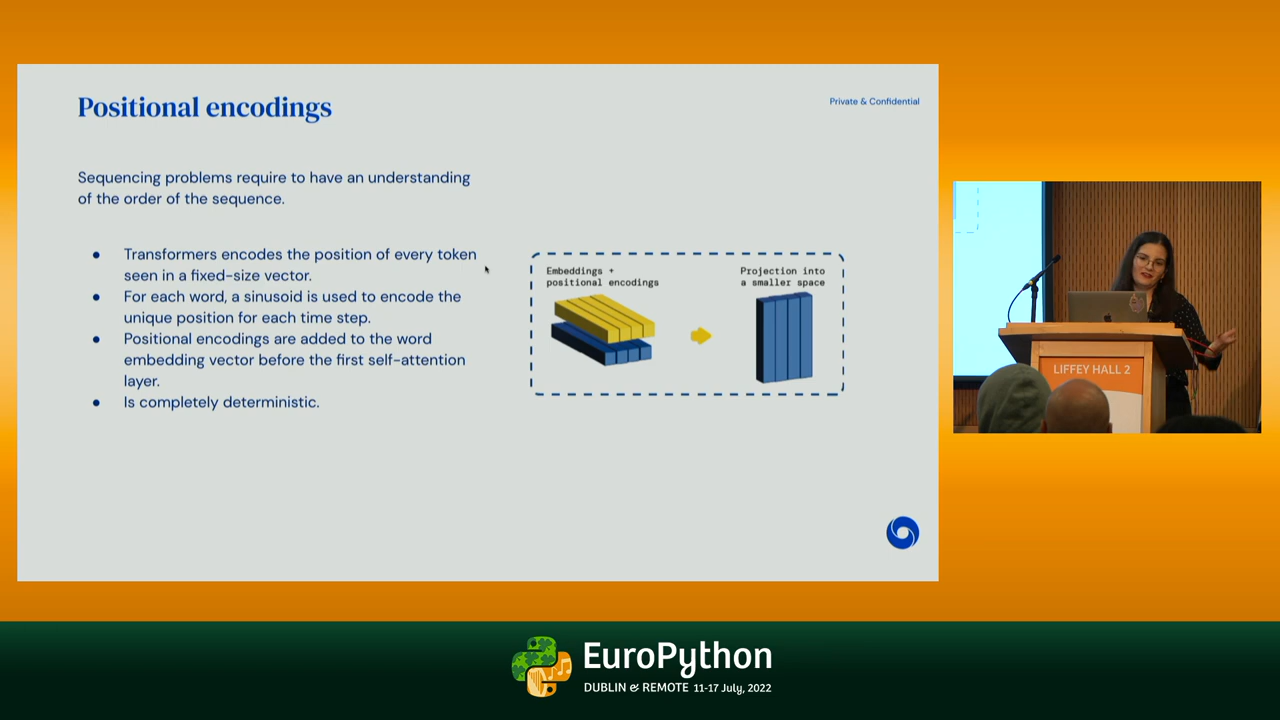 Positional encodings
Private & Confidential
Sequencing problems require to have an understanding
of the order of the sequence.
● Transformers encodes the position of every token
seen in a fixed-size vector.
● For each word, a sinusoid is used to encode the
unique position for each time step.
● Positional encodings are added to the word
embedding vector before the first self-attention
layer.
● Is completely deterministic.
Embeddings +
positional encodings
Projection into
a smaller space
LIFFEY HALL 2
EuroPython
DUBLIN & REMOTE 11-17 July, 2022